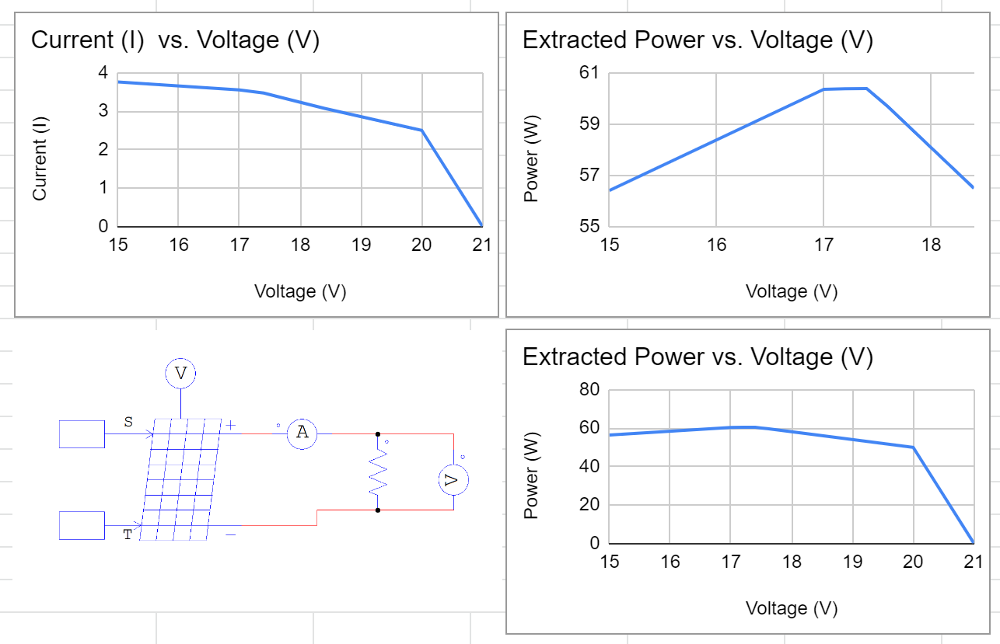 Current (I)  vs. Voltage (V)
4
3
2
1
0
Current (I)
15 16 17 18 19 20 21
Voltage (V)
Extracted Power vs. Voltage (V)
61
59
57
55
Power (W)
15 16 17 18
Voltage (V)
V
S
+
A
V
T
−
Extracted Power vs. Voltage (V)
80
60
40
20
0
Power (W)
15 16 17 18 19 20 21
Voltage (V)